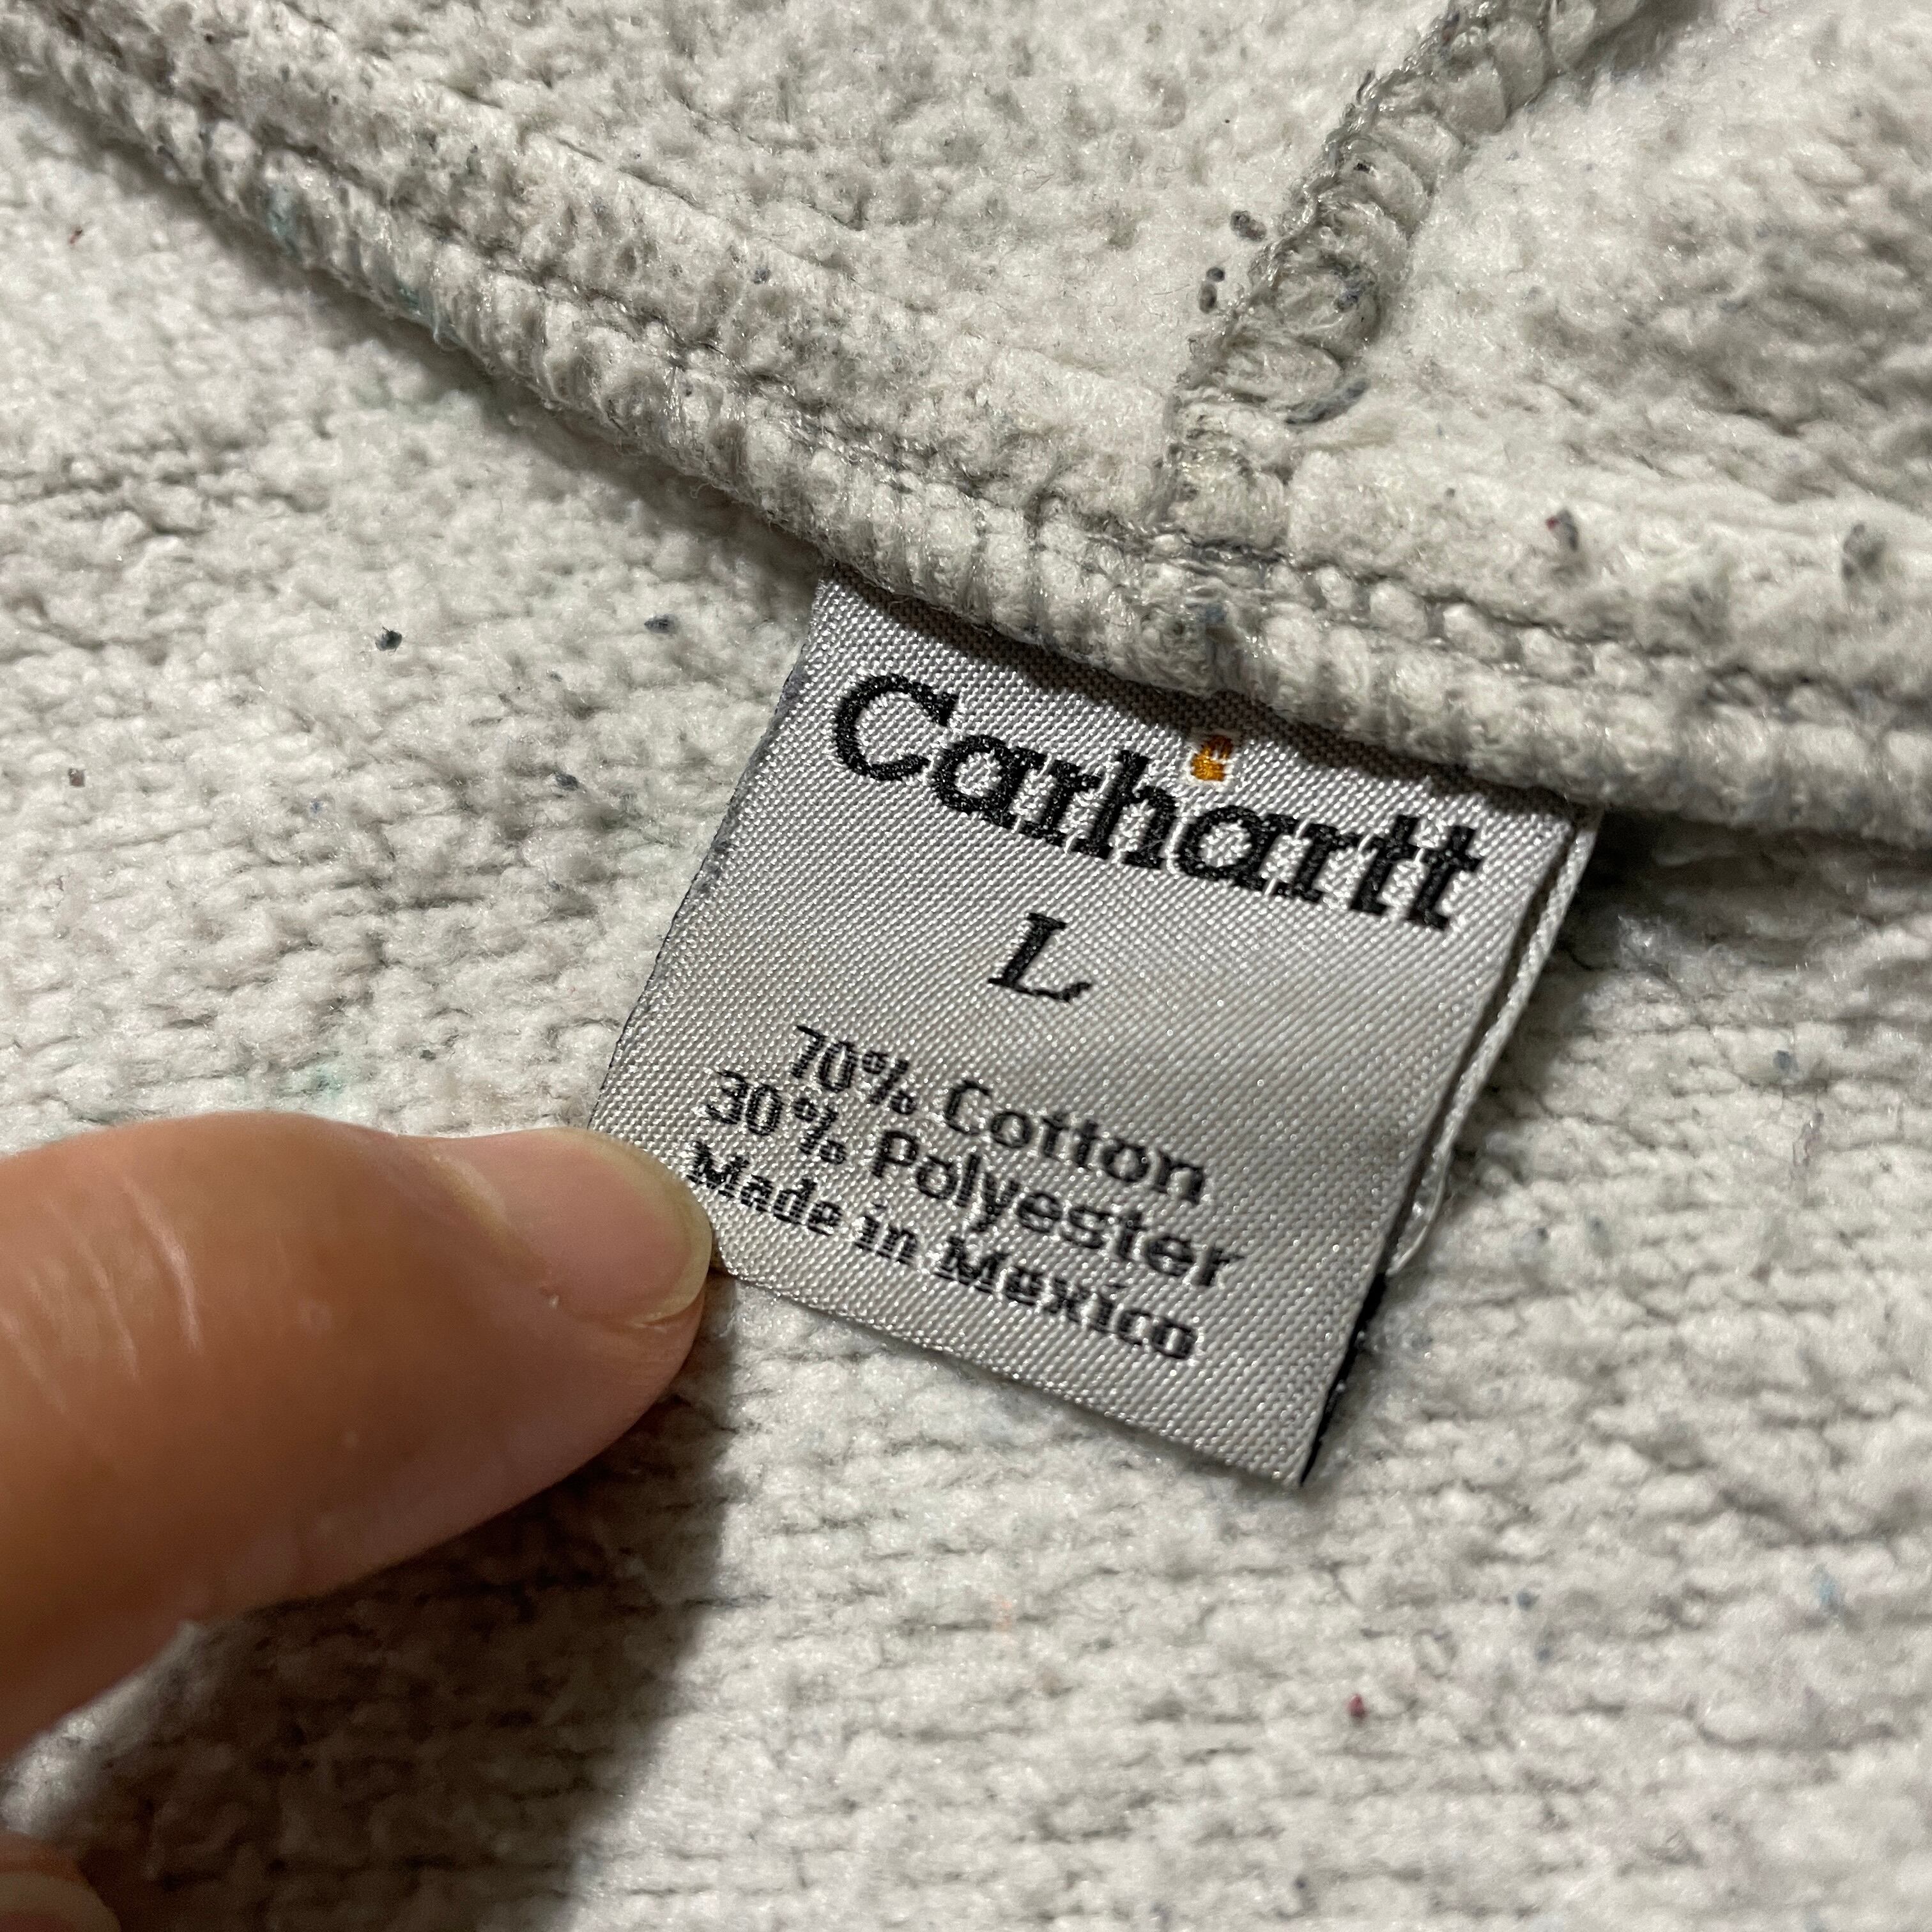 Carhartt
L
70% Cotton
30% Polyester
Made in Mexico